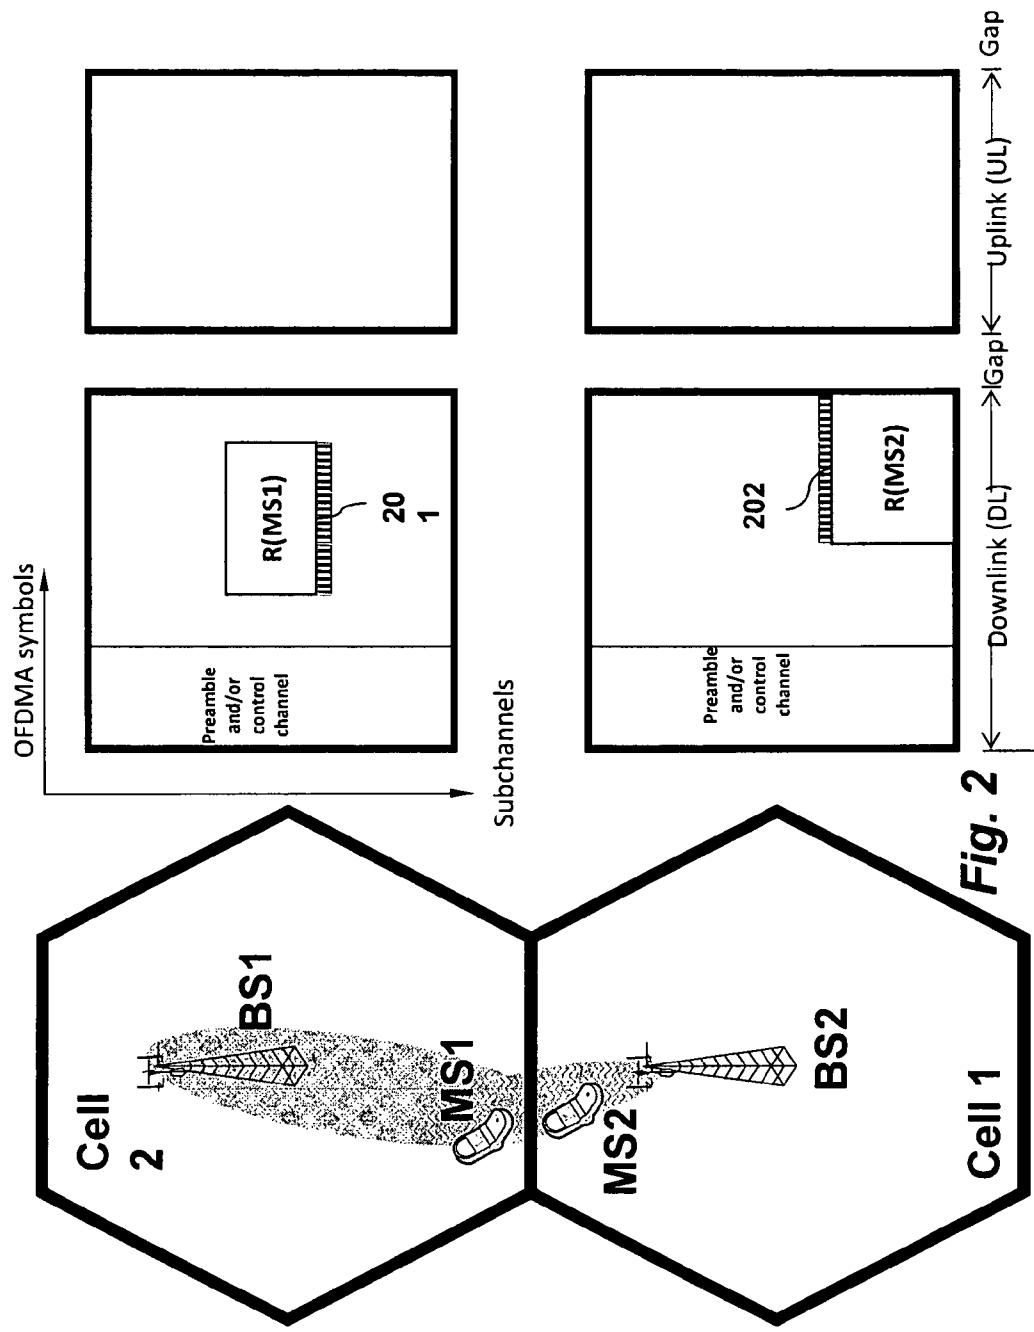 OFDMA symbols
Subchannels
Preamble
and/or
control
channel
R(MS1)
20
1
Preamble
and/or
control
channel
R(MS2)
202
Downlink (DL)
Gap
Uplink (UL)
Gap
Cell
2
BS1
MS1
MS2
BS2
Cell 1
Fig. 2